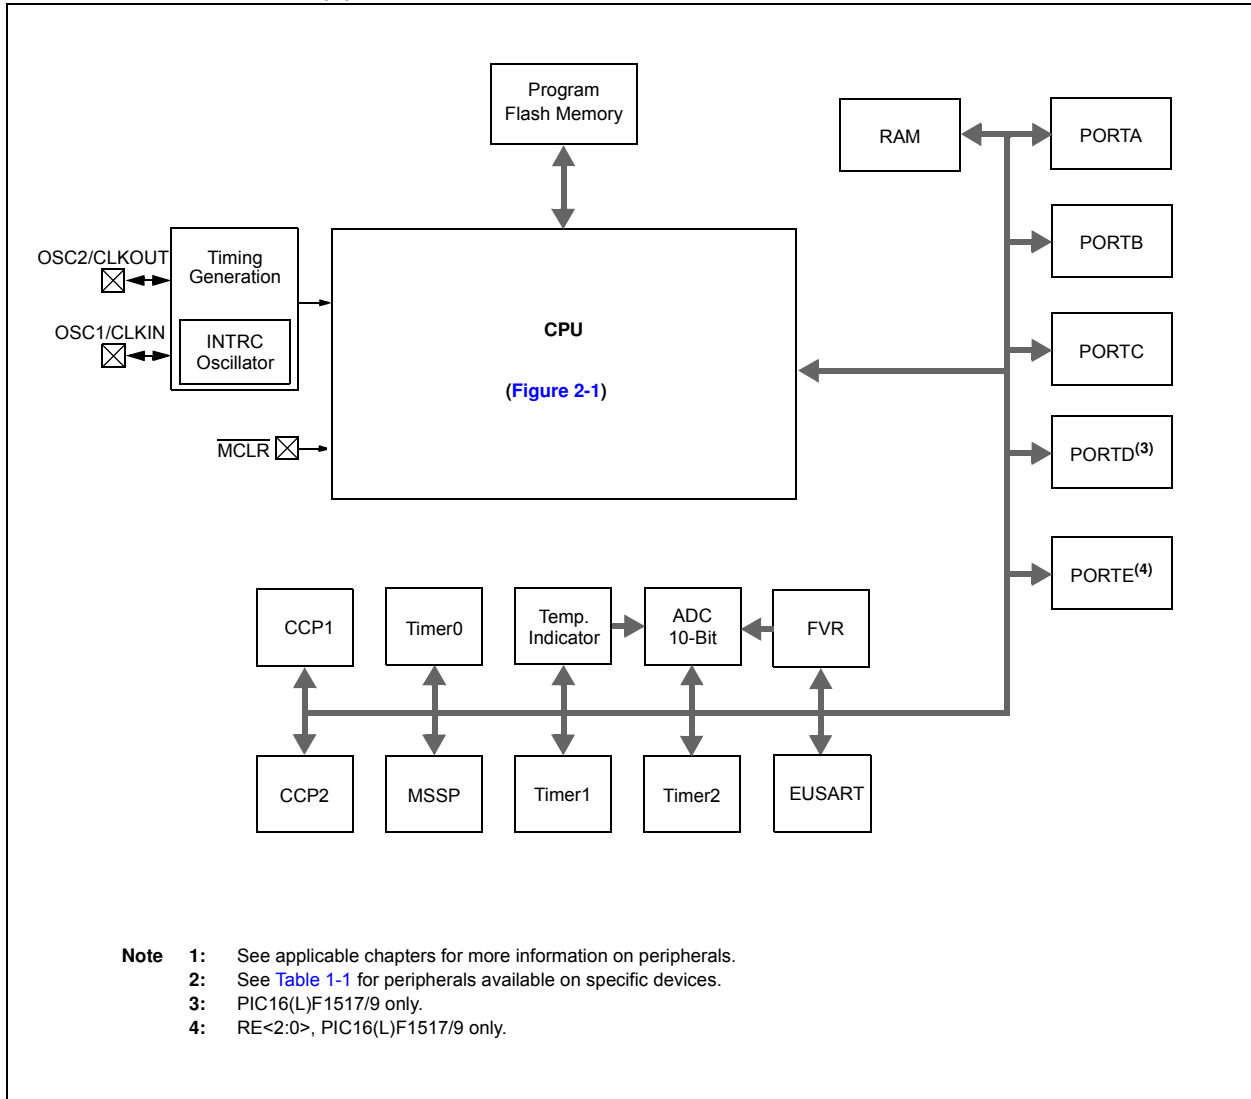 Program
Flash Memory
RAM
PORTA
OSC2/CLKOUT
Timing
Generation
PORTB
OSC1/CLKIN
INTRC
Oscillator
CPU
(Figure 2-1)
PORTC
MCLR
PORTD(3)
PORTE(4)
CCP1
Timer0
Temp.
Indicator
ADC
10-Bit
FVR
CCP2
MSSP
Timer1
Timer2
EUSART
Note 1: See applicable chapters for more information on peripherals.
2: See Table 1-1 for peripherals available on specific devices.
3: PIC16(L)F1517/9 only.
4: RE<2:0>, PIC16(L)F1517/9 only.